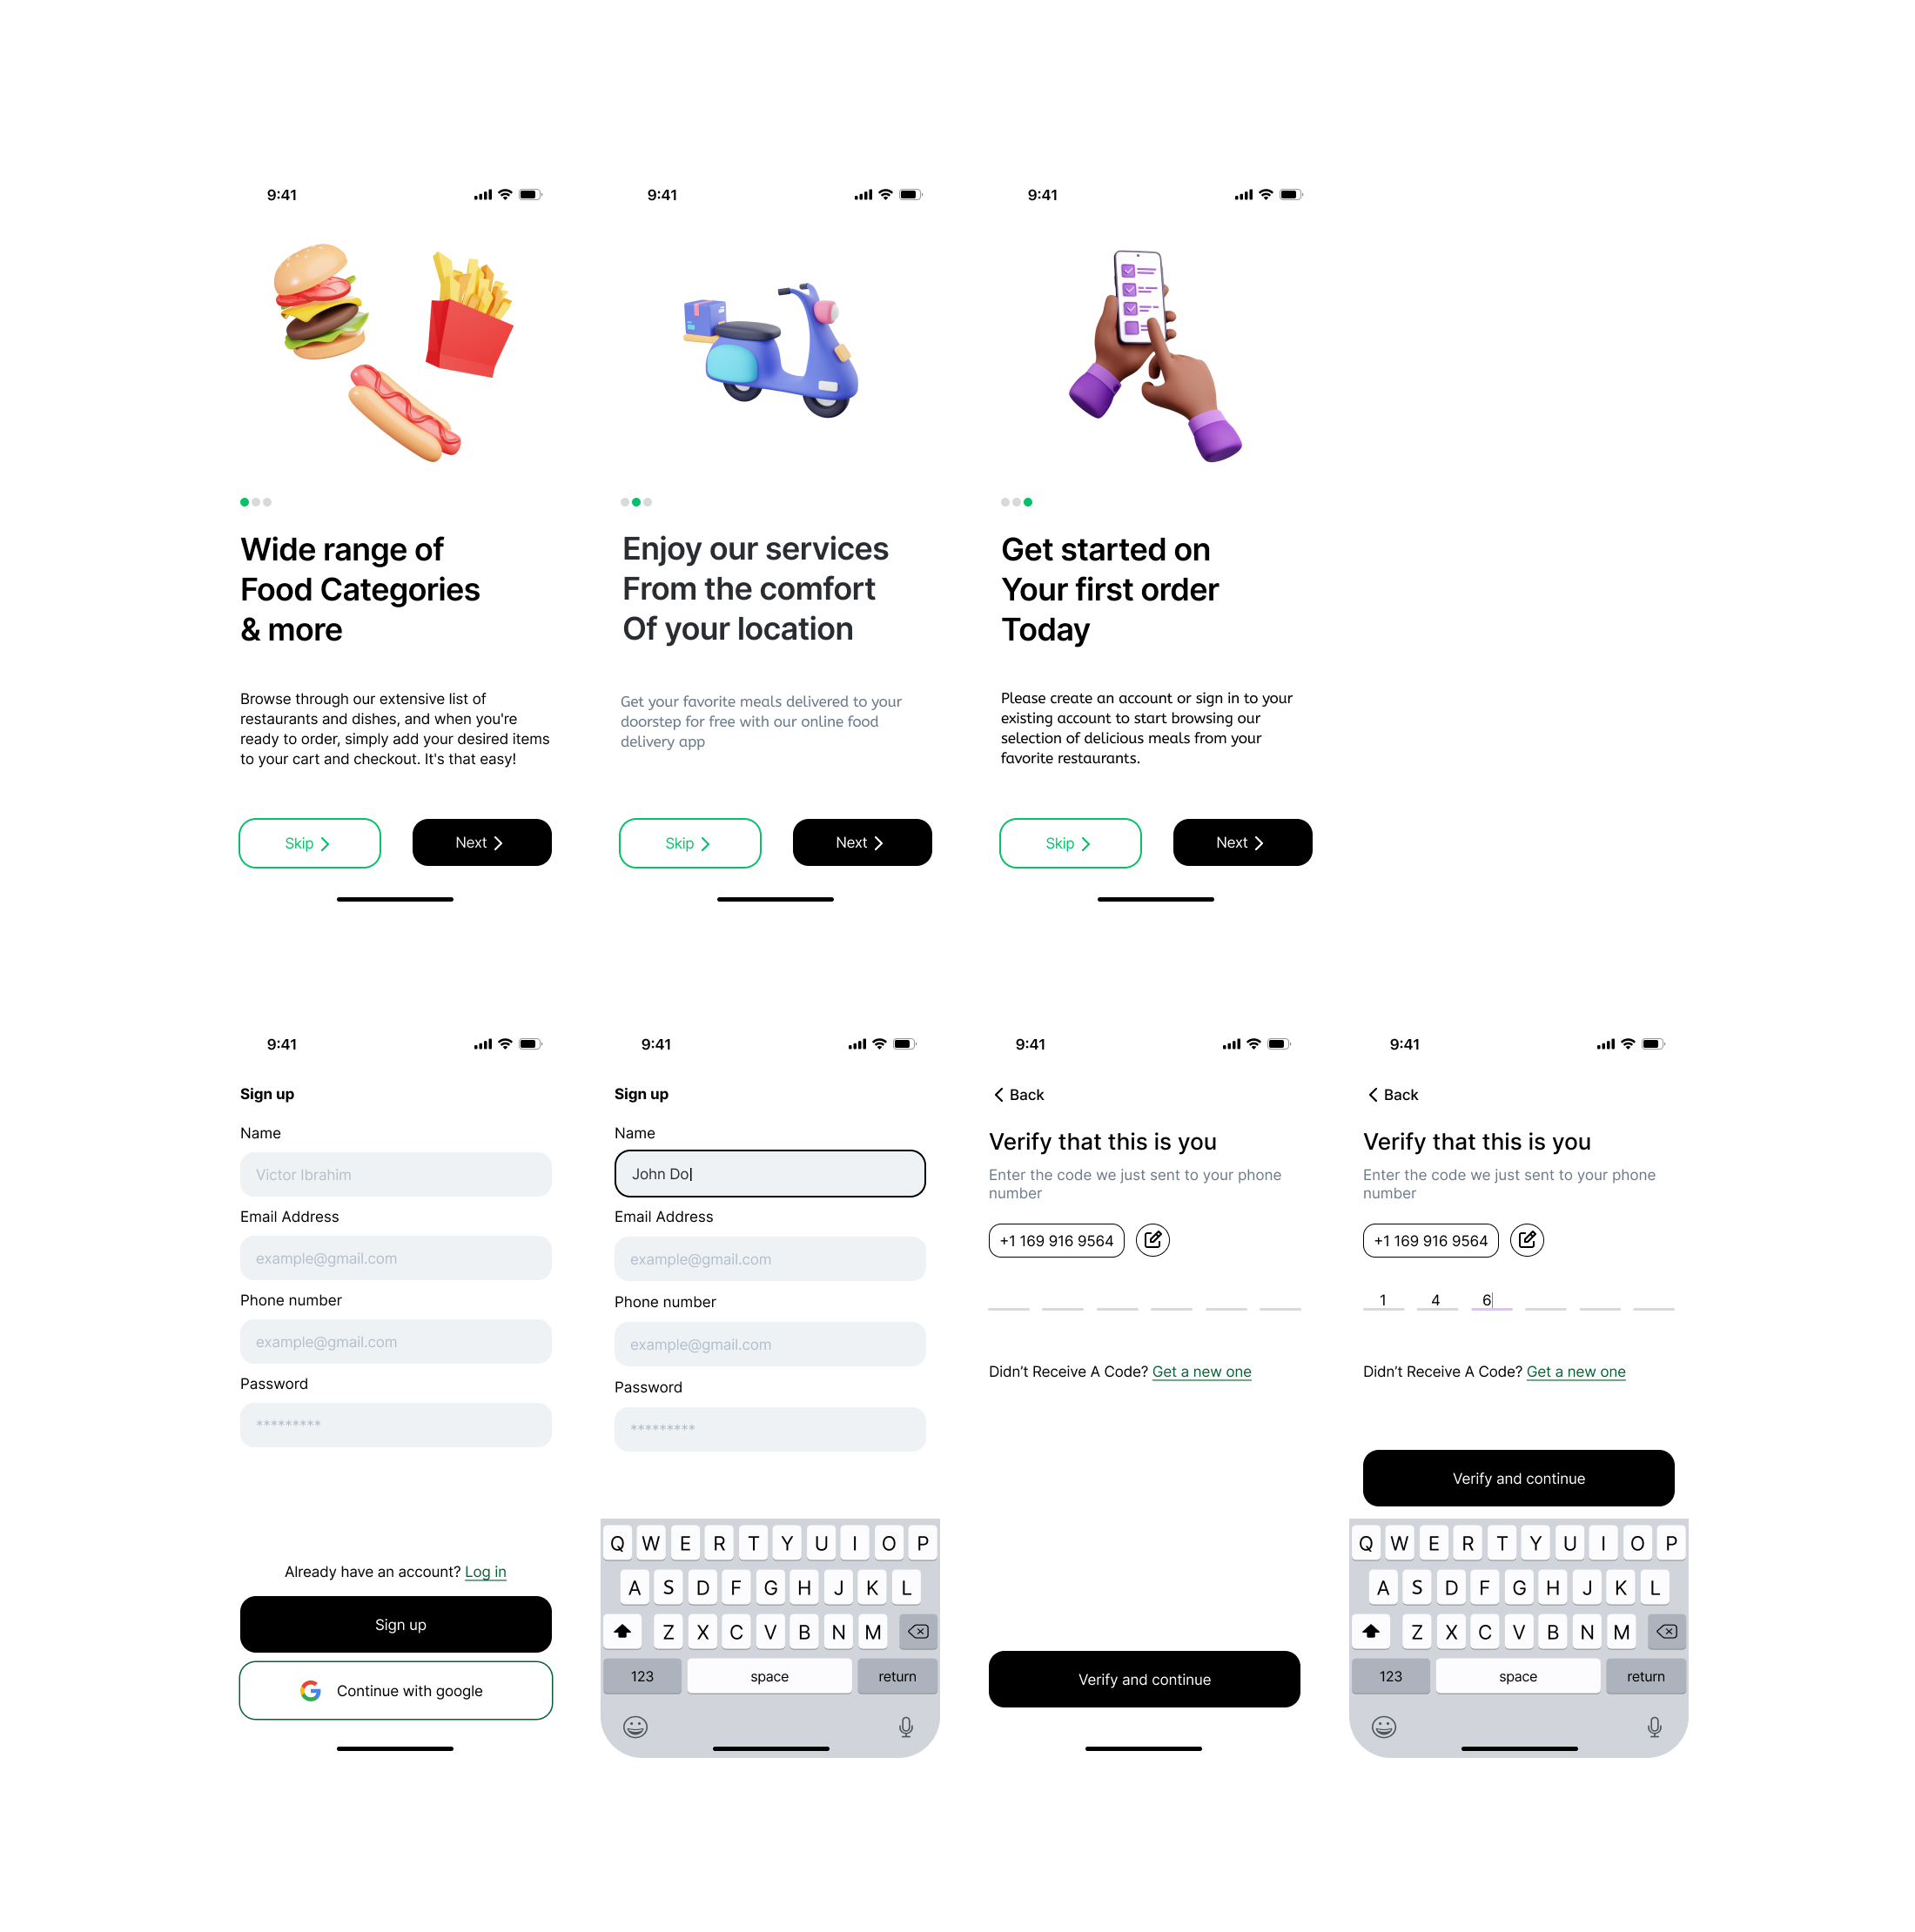 9:41
Wide range of
Food Categories
& more
Browse through our extensive list of
restaurants and dishes, and when you're
ready to order, simply add your desired items
to your cart and checkout. It's that easy!
Skip
Next
9:41
Enjoy our services
From the comfort
Of your location
Get your favorite meals delivered to your
doorstep for free with our online food
delivery app
Skip
Next
9:41
Get started on
Your first order
Today
Please create an account or sign in to your
existing account to start browsing our
selection of delicious meals from your
favorite restaurants.
Skip
Next
9:41
Sign up
Name
Victor Ibrahim
Email Address
example@gmail.com
Phone number
example@gmail.com
Password
*********
Already have an account? Log in
Sign up
Continue with google
9:41
Sign up
Name
John Do
Email Address
example@gmail.com
Phone number
example@gmail.com
Password
*********
Q W E R T Y U I O P
A S D F G H J K L
Z X C V B N M
123 space return
9:41
Back
Verify that this is you
Enter the code we just sent to your phone
number
+1 169 916 9564
Didn't Receive A Code? Get a new one
Verify and continue
9:41
Back
Verify that this is you
Enter the code we just sent to your phone
number
+1 169 916 9564
1 4 6
Didn't Receive A Code? Get a new one
Verify and continue
Q W E R T Y U I O P
A S D F G H J K L
Z X C V B N M
123 space return